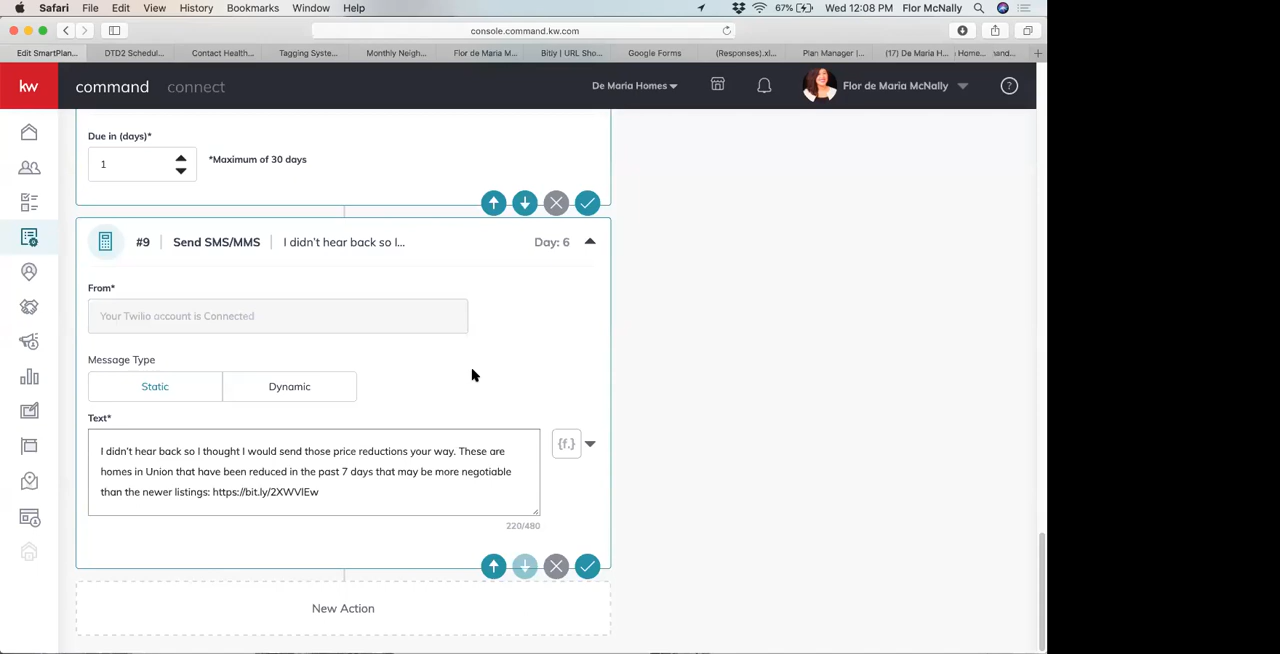 Safari File Edit View History Bookmarks Window Help
67% Wed 12:08 PM Flor McNally
console.command.kw.com
Edit SmartPlan... DTD2 Schedul... Contact Health... Tagging Syste... Monthly Neigh... Flor de Maria M... Bitly | URL Sho... Google Forms (Responses).xl... Plan Manager |... (17) De Maria H... Home... mand...
kw command connect De Maria Homes Flor de Maria McNally ?
Due in (days)*
1 *Maximum of 30 days
#9 Send SMS/MMS I didn't hear back so I... Day: 6
From*
Your Twilio account is Connected
Message Type
Static Dynamic
Text*
I didn't hear back so I thought I would send those price reductions your way. These are
homes in Union that have been reduced in the past 7 days that may be more negotiable
than the newer listings: https://bit.ly/2XWVlEw
{f.}
220/480
New Action